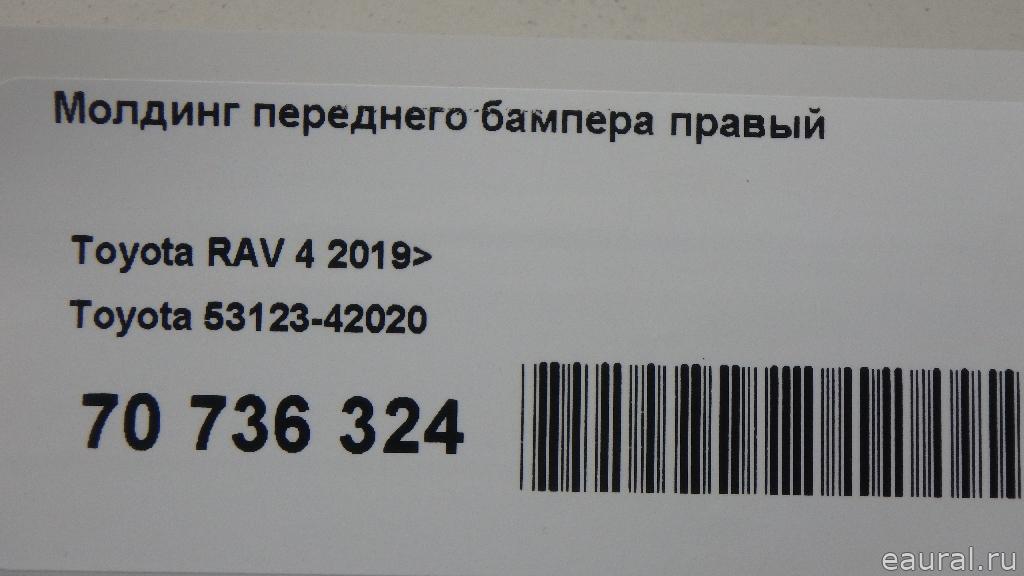 Молдинг переднего бампера правый
Toyota RAV 4 2019>
Toyota 53123-42020
70 736 324
eaural.ru